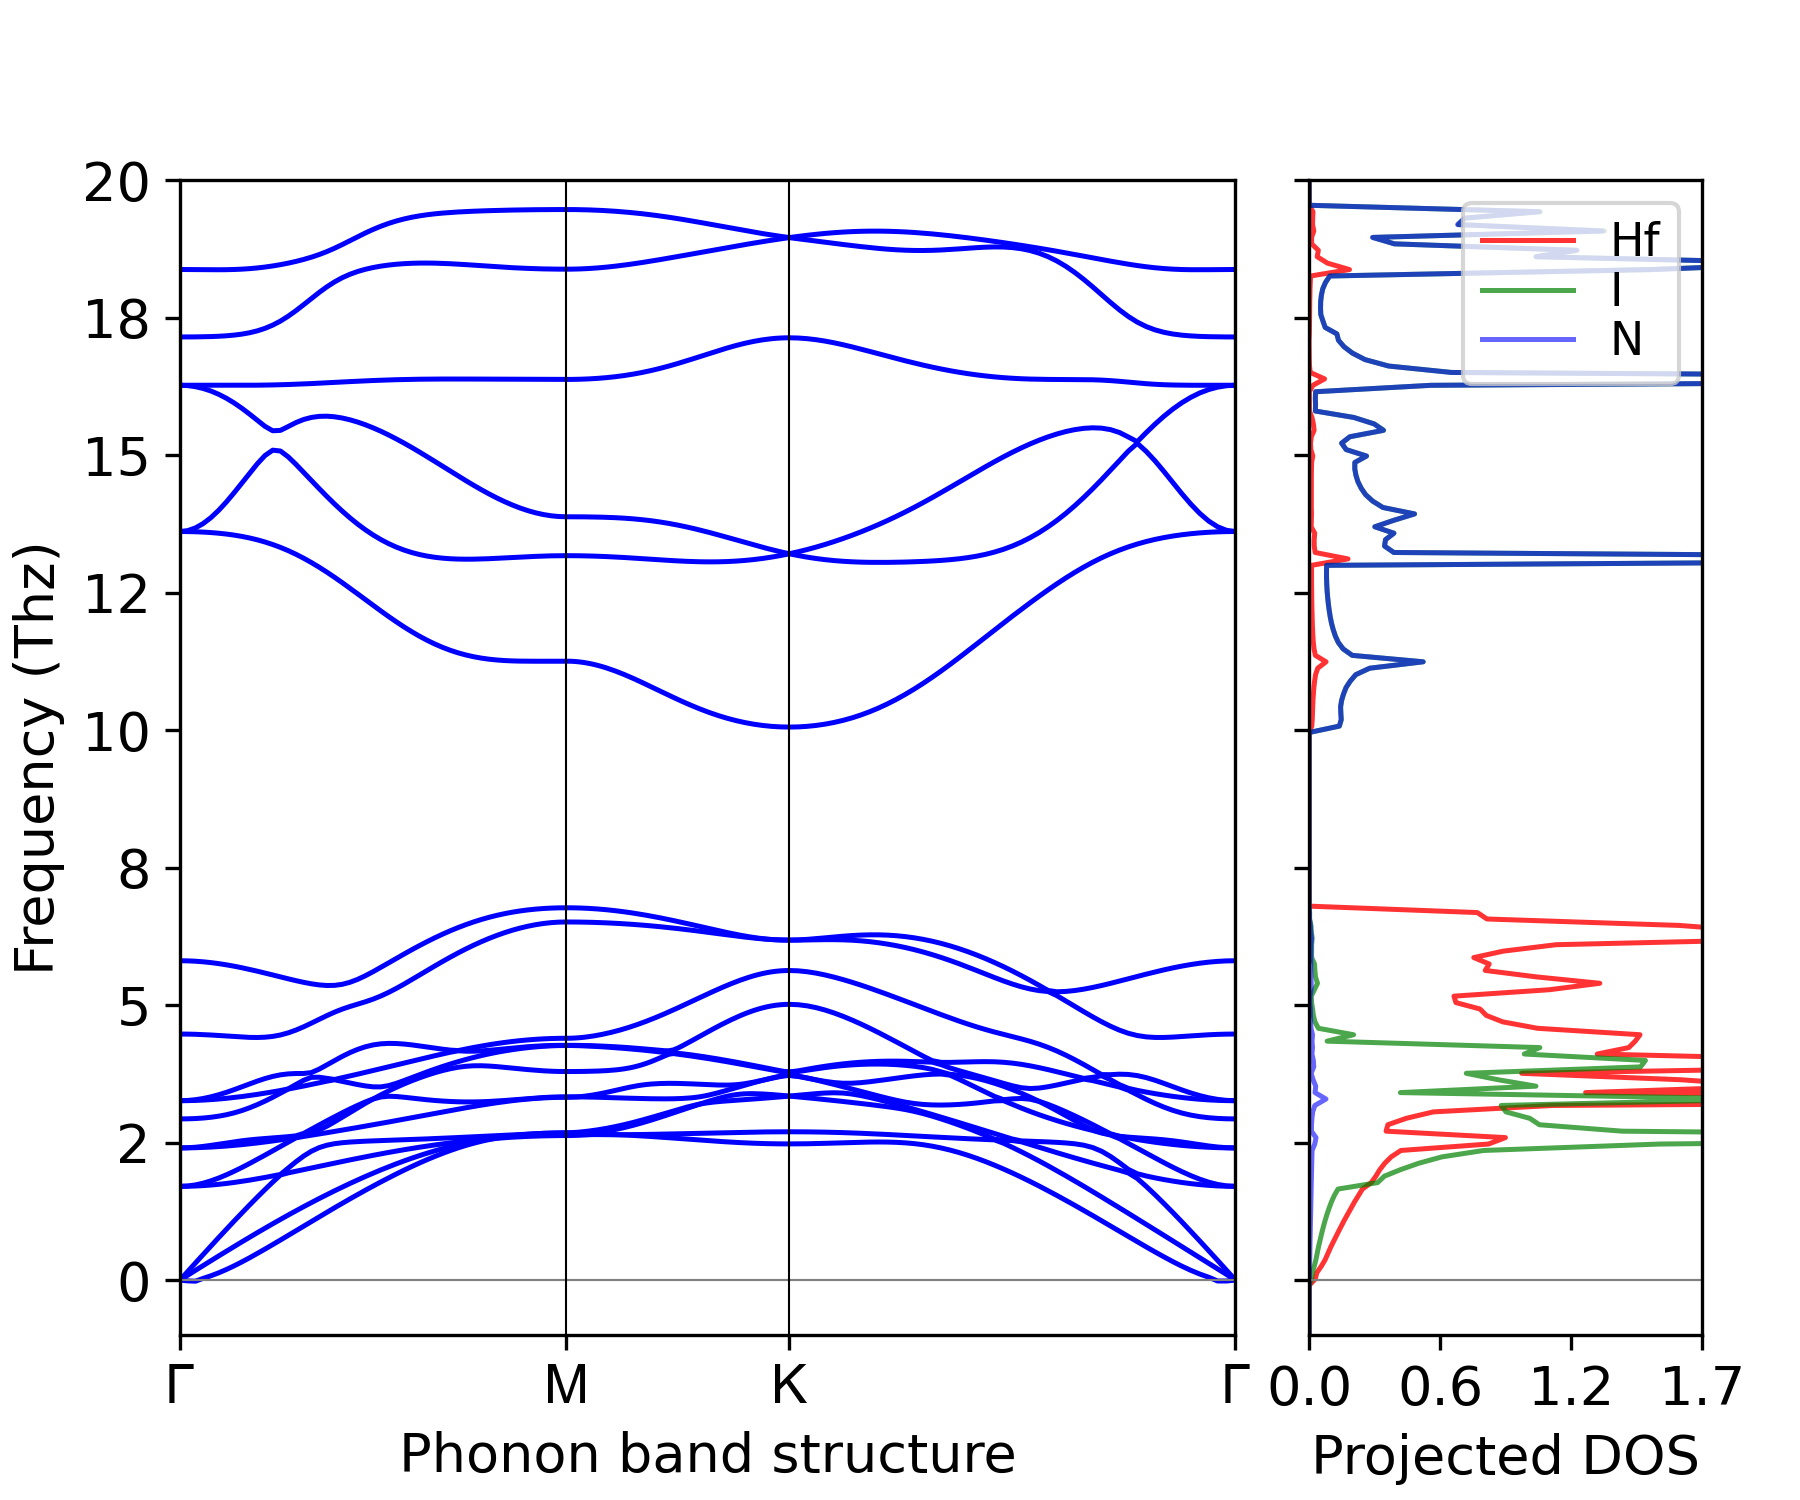 20
18
15
12
10
8
5
2
0
Frequency (Thz)
Γ M K Γ
Phonon band structure
Hf
I
N
0.0 0.6 1.2 1.7
Projected DOS